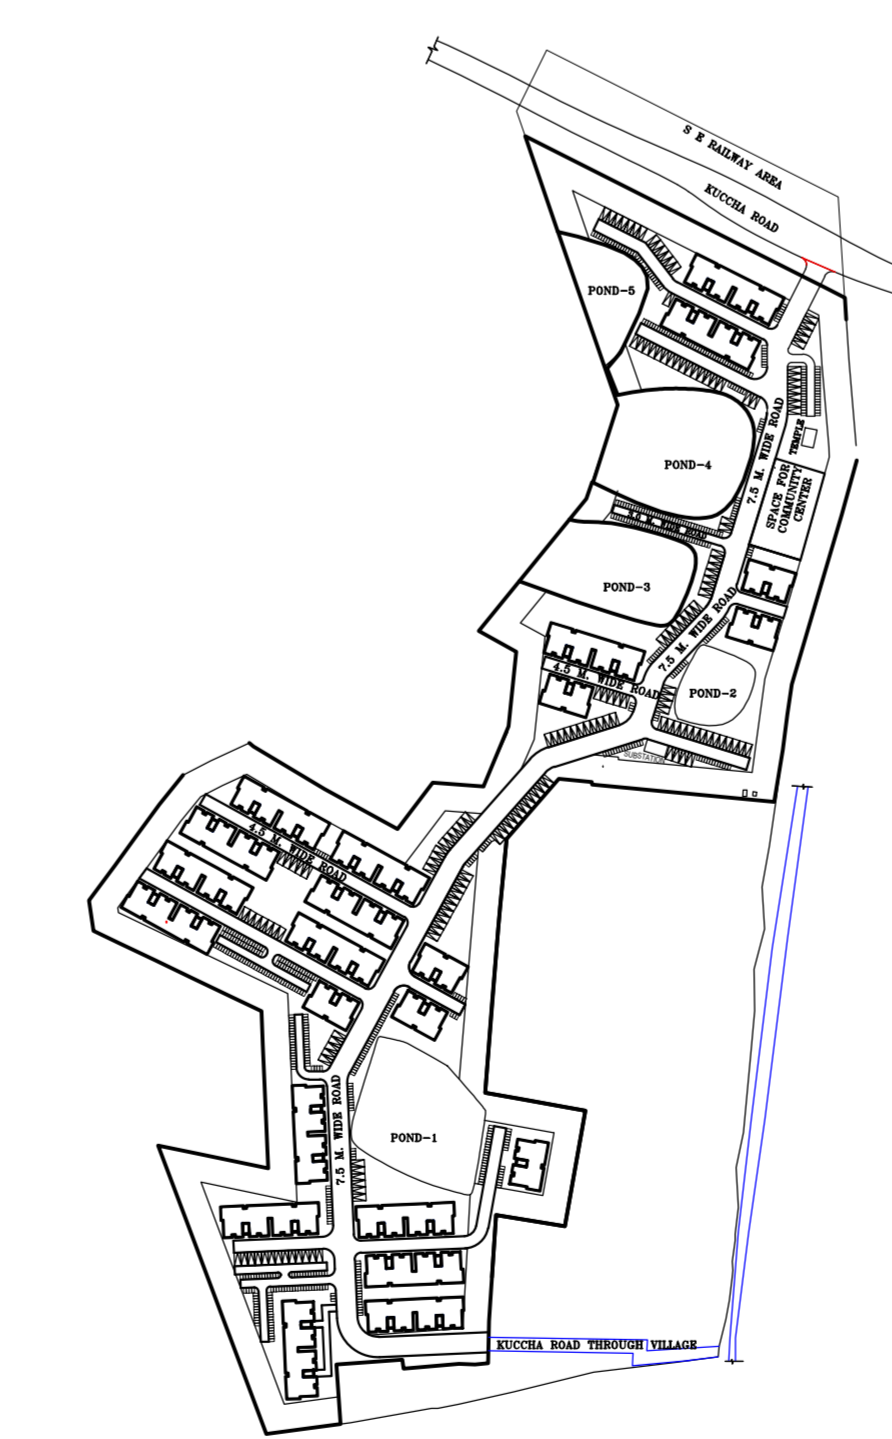 S E RAILWAY AREA
KUCCHA ROAD
POND-5
7.5 M. WIDE ROAD
TEMPLE
POND-4
SPACE FOR
COMMUNITY
CENTER
POND-3
7.5 M. WIDE ROAD
4.5 M. WIDE ROAD
POND-2
SUBSTATION
4.5 M. WIDE ROAD
7.5 M. WIDE ROAD
POND-1
KUCCHA ROAD THROUGH VILLAGE